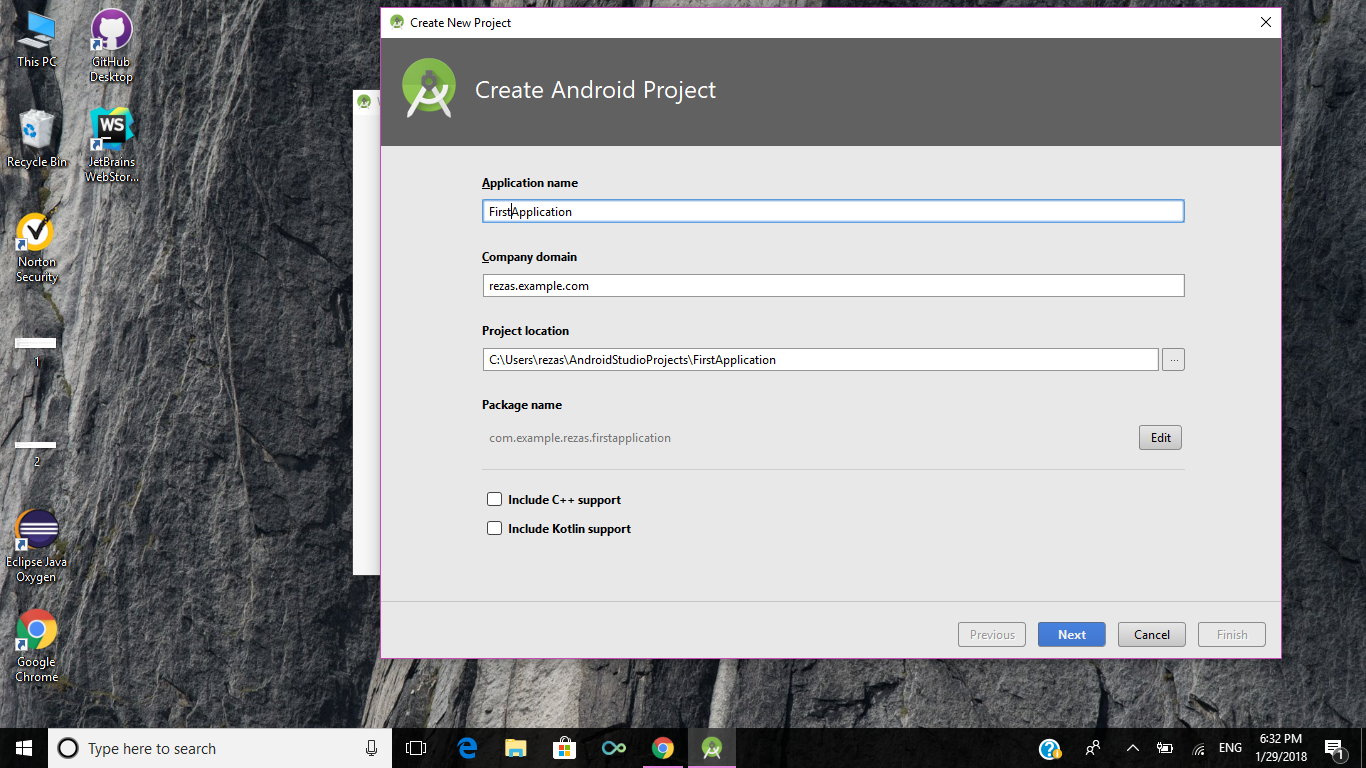 This PC
GitHub
Desktop
Recycle Bin
WS
JetBrains
WebStor...
Norton
Security
1
2
Eclipse Java
Oxygen
Google
Chrome
Create New Project
Create Android Project
Application name
FirstApplication
Company domain
rezas.example.com
Project location
C:\Users\rezas\AndroidStudioProjects\FirstApplication
...
Package name
com.example.rezas.firstapplication
Edit
Include C++ support
Include Kotlin support
Previous
Next
Cancel
Finish
Type here to search
ENG
6:32 PM
1/29/2018
1